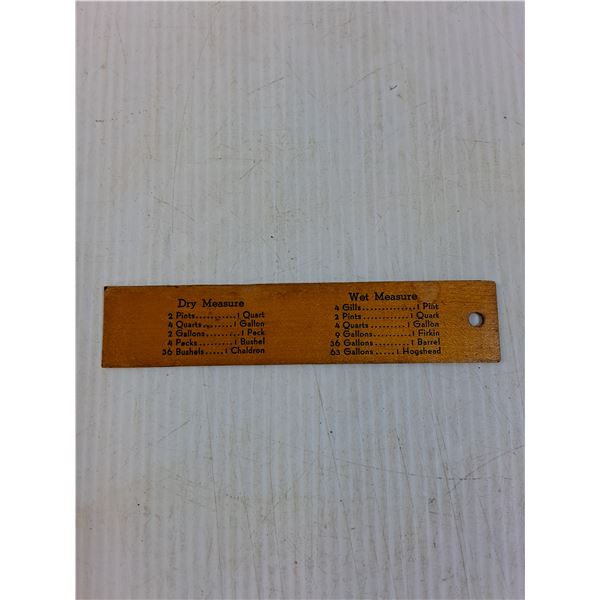 Dry Measure
2 Pints..........1 Quart
4 Quarts........1 Gallon
2 Gallons..........1 Peck
4 Pecks..........1 Bushel
36 Bushels.....1 Chaldron
Wet Measure
4 Gills.............1 Pint
2 Pints...........1 Quark
4 Quarts..........1 Gallon
9 Gallons..........1 Firkin
36 Gallons.........1 Barrel
63 Gallons.....1 Hogshead